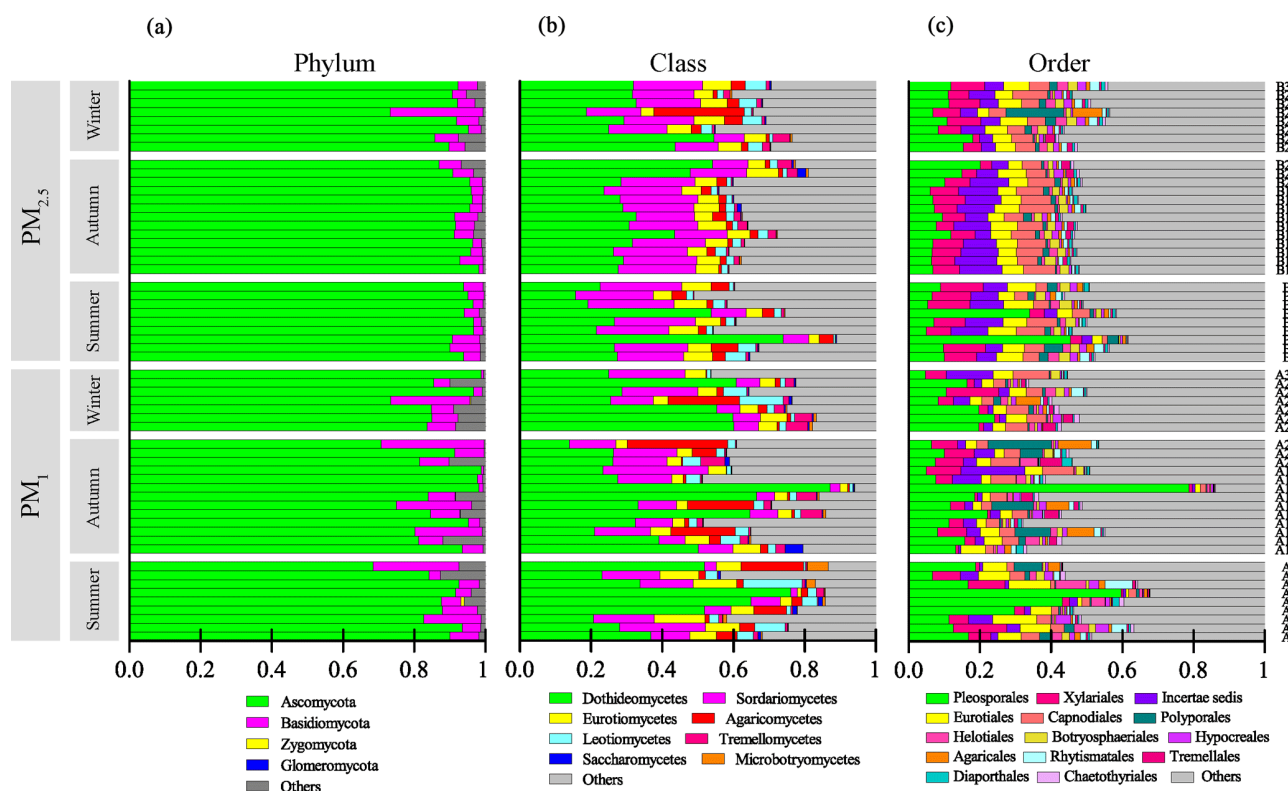 (a) (b) (c)
Phylum Class Order
PM2.5
Winter
Autumn
Summer
PM1
Winter
Autumn
Summer
0.0 0.2 0.4 0.6 0.8 1
0.0 0.2 0.4 0.6 0.8 1
0.0 0.2 0.4 0.6 0.8 1
Ascomycota
Basidiomycota
Zygomycota
Glomeromycota
Others
Dothideomycetes Sordariomycetes
Eurotiomycetes Agaricomycetes
Leotiomycetes Tremellomycetes
Saccharomycetes Microbotryomycetes
Others
Pleosporales Xylariales Incertae sedis
Eurotiales Capnodiales Polyporales
Helotiales Botryosphaeriales Hypocreales
Agaricales Rhytismatales Tremellales
Diaporthales Chaetothyriales Others